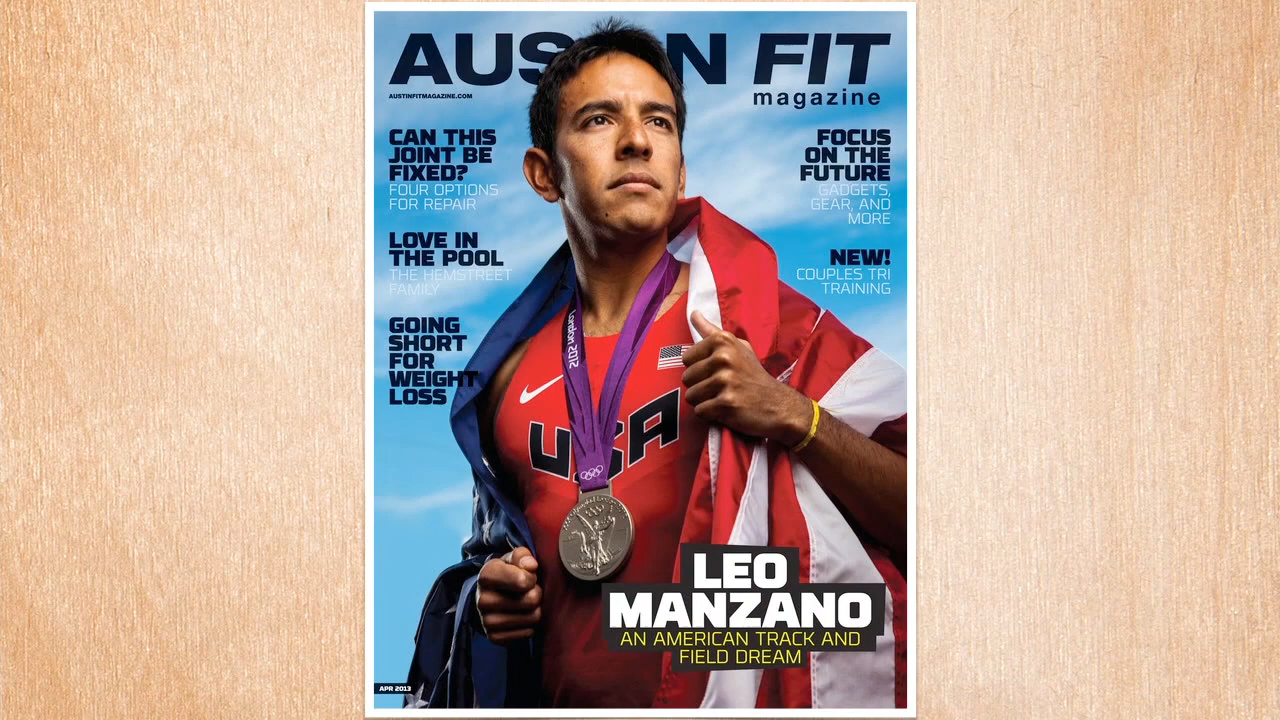 AUSTIN FIT
magazine
AUSTINFITMAGAZINE.COM
CAN THIS
JOINT BE
FIXED?
FOUR OPTIONS
FOR REPAIR
LOVE IN
THE POOL
THE HEMSTREET
FAMILY
GOING
SHORT
FOR
WEIGHT
LOSS
FOCUS
ON THE
FUTURE
GADGETS,
GEAR, AND
MORE
NEW!
COUPLES TRI
TRAINING
London 2012
USA
LEO
MANZANO
AN AMERICAN TRACK AND
FIELD DREAM
APR 2013